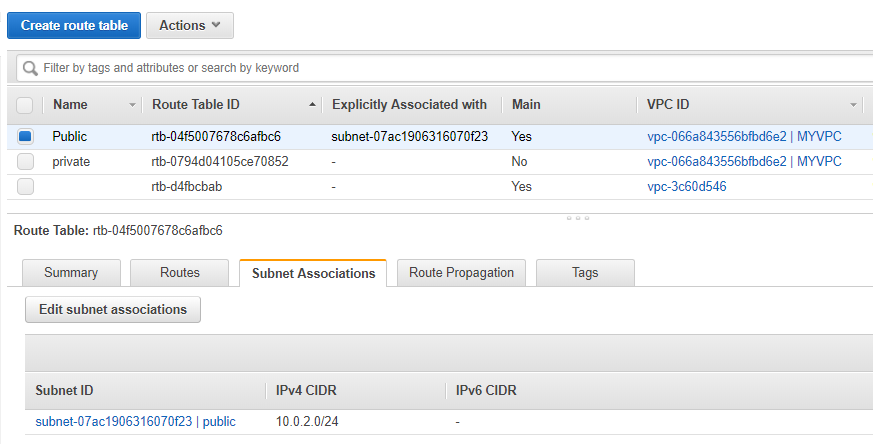 Create route table Actions
Filter by tags and attributes or search by keyword
Name Route Table ID Explicitly Associated with Main VPC ID
Public rtb-04f5007678c6afbc6 subnet-07ac1906316070f23 Yes vpc-066a843556bfbd6e2 | MYVPC
private rtb-0794d04105ce70852 - No vpc-066a843556bfbd6e2 | MYVPC
rtb-d4fbcbab - Yes vpc-3c60d546
Route Table: rtb-04f5007678c6afbc6
Summary Routes Subnet Associations Route Propagation Tags
Edit subnet associations
Subnet ID IPv4 CIDR IPv6 CIDR
subnet-07ac1906316070f23 | public 10.0.2.0/24 -